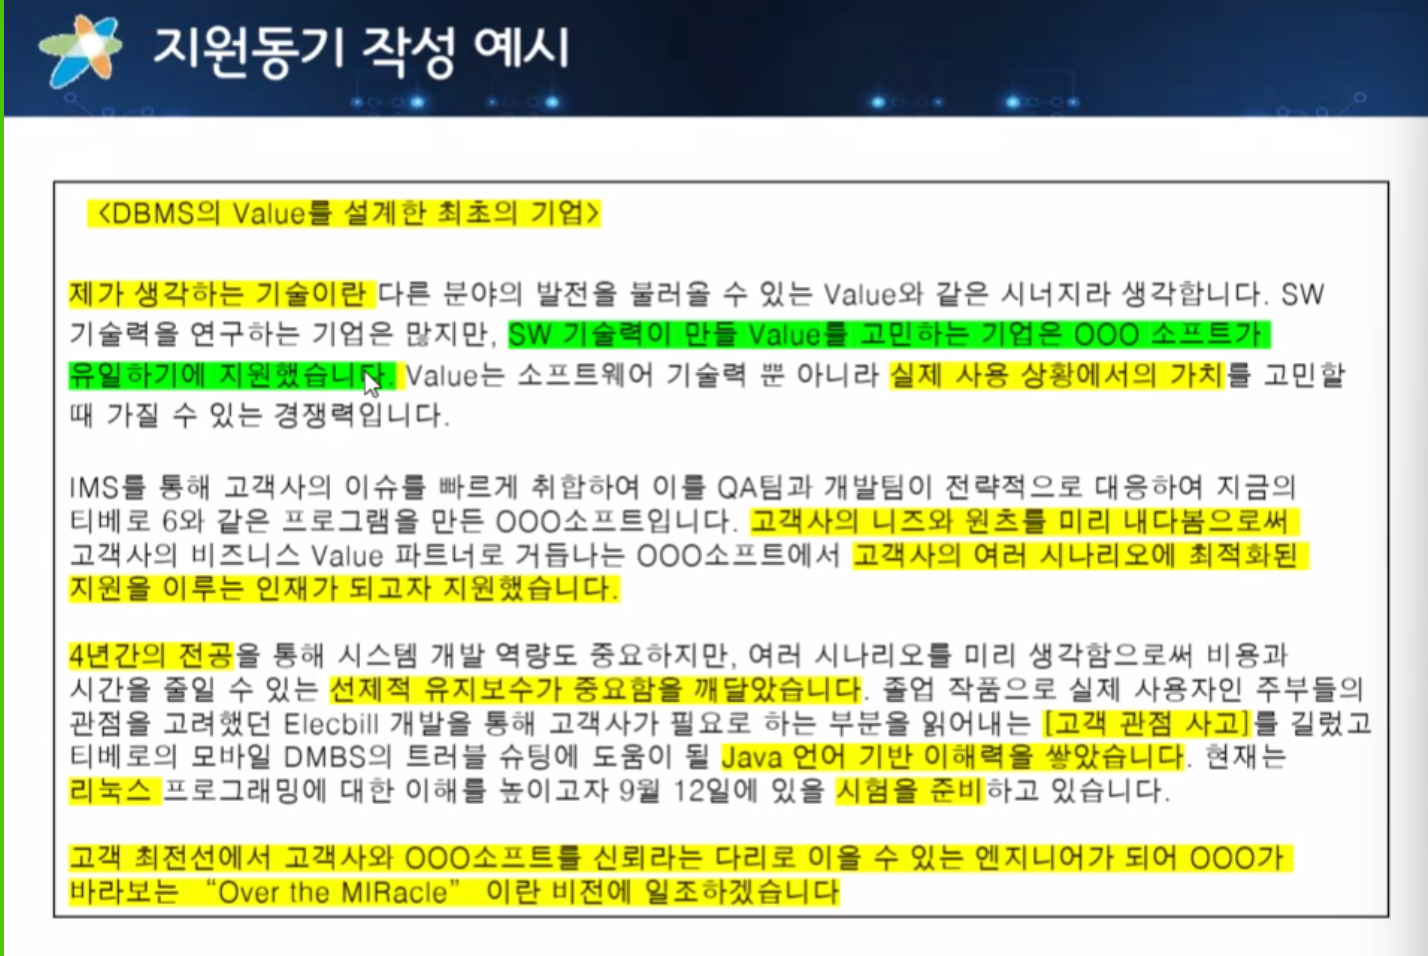 지원동기 작성 예시
<DBMS의 Value를 설계한 최초의 기업>
제가 생각하는 기술이란 다른 분야의 발전을 불러올 수 있는 Value와 같은 시너지라 생각합니다. SW
기술력을 연구하는 기업은 많지만, SW 기술력이 만들 Value를 고민하는 기업은 OOO 소프트가
유일하기에 지원했습니다. Value는 소프트웨어 기술력 뿐 아니라 실제 사용 상황에서의 가치를 고민할
때 가질 수 있는 경쟁력입니다.
IMS를 통해 고객사의 이슈를 빠르게 취합하여 이를 QA팀과 개발팀이 전략적으로 대응하여 지금의
티베로 6와 같은 프로그램을 만든 OOO소프트입니다. 고객사의 니즈와 원츠를 미리 내다봄으로써
고객사의 비즈니스 Value 파트너로 거듭나는 OOO소프트에서 고객사의 여러 시나리오에 최적화된
지원을 이루는 인재가 되고자 지원했습니다.
4년간의 전공을 통해 시스템 개발 역량도 중요하지만, 여러 시나리오를 미리 생각함으로써 비용과
시간을 줄일 수 있는 선제적 유지보수가 중요함을 깨달았습니다. 졸업 작품으로 실제 사용자인 주부들의
관점을 고려했던 Elecbill 개발을 통해 고객사가 필요로 하는 부분을 읽어내는 [고객 관점 사고]를 길렀고
티베로의 모바일 DMBS의 트러블 슈팅에 도움이 될 Java 언어 기반 이해력을 쌓았습니다. 현재는
리눅스 프로그래밍에 대한 이해를 높이고자 9월 12일에 있을 시험을 준비하고 있습니다.
고객 최전선에서 고객사와 OOO소프트를 신뢰라는 다리로 이을 수 있는 엔지니어가 되어 OOO가
바라보는 “Over the MIRacle” 이란 비전에 일조하겠습니다